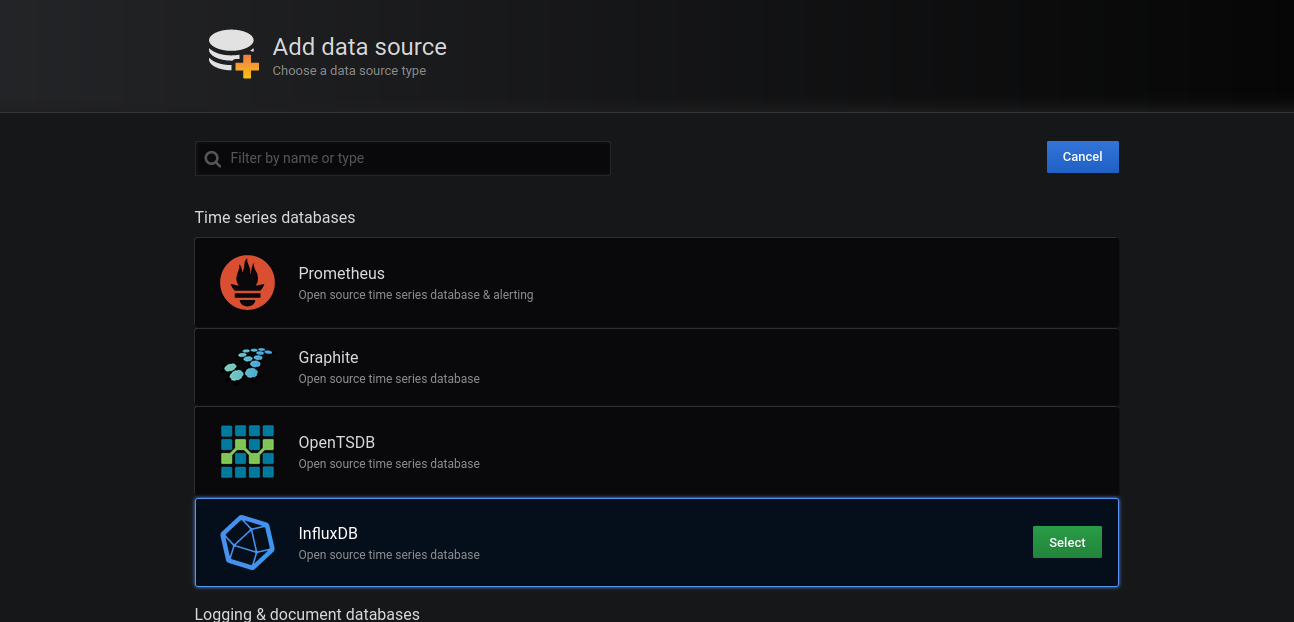 Add data source
Choose a data source type
Filter by name or type
Cancel
Time series databases
Prometheus
Open source time series database & alerting
Graphite
Open source time series database
OpenTSDB
Open source time series database
InfluxDB
Open source time series database
Select
Logging & document databases